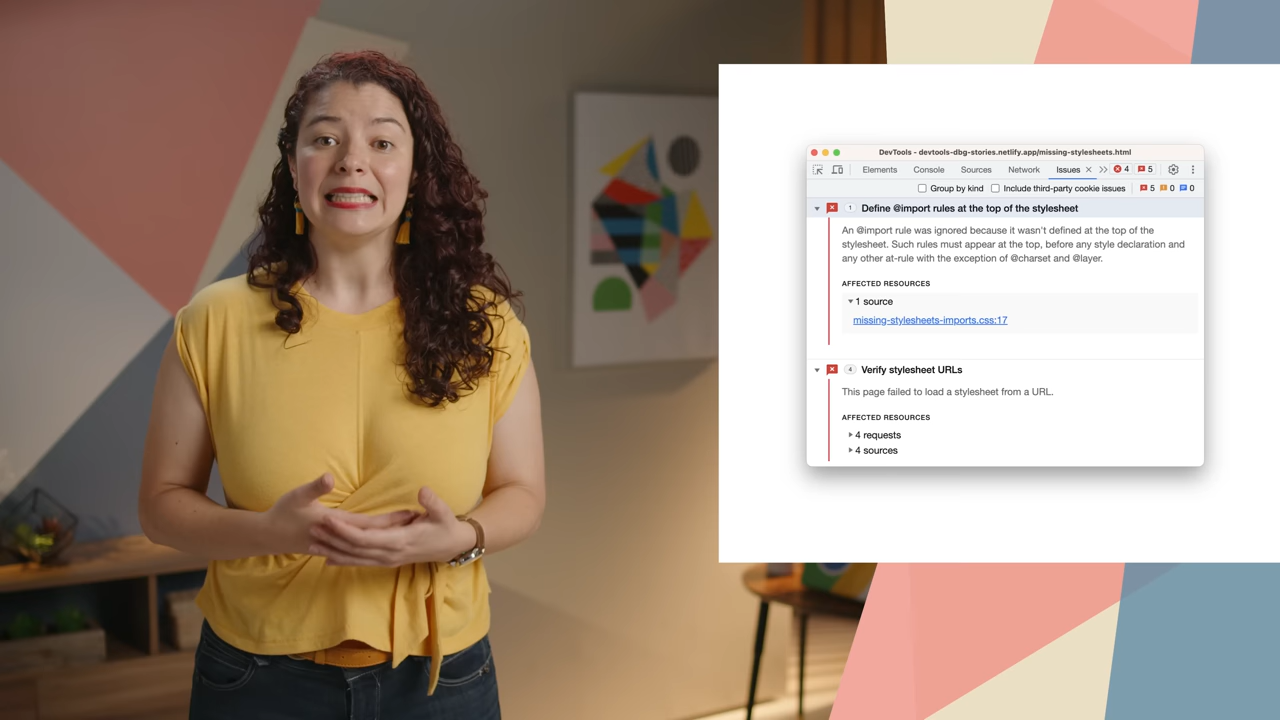 DevTools - devtools-dbg-stories.netlify.app/missing-stylesheets.html
Elements Console Sources Network Issues 4 5
Group by kind Include third-party cookie issues 5 0 0
1 Define @import rules at the top of the stylesheet
An @import rule was ignored because it wasn't defined at the top of the
stylesheet. Such rules must appear at the top, before any style declaration and
any other at-rule with the exception of @charset and @layer.
AFFECTED RESOURCES
1 source
missing-stylesheets-imports.css:17
4 Verify stylesheet URLs
This page failed to load a stylesheet from a URL.
AFFECTED RESOURCES
4 requests
4 sources